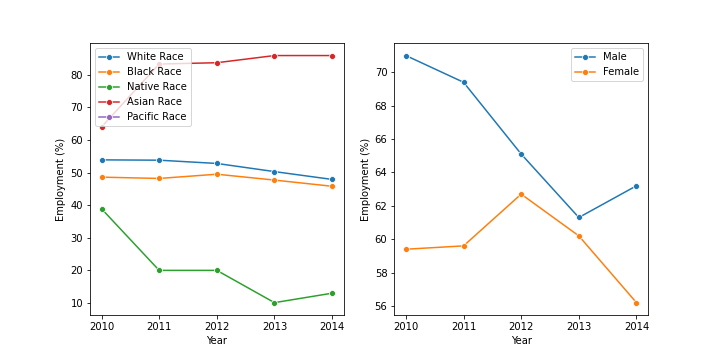 White Race
Black Race
Native Race
Asian Race
Pacific Race
Employment (%)
80
70
60
50
40
30
20
10
2010 2011 2012 2013 2014
Year
Male
Female
Employment (%)
70
68
66
64
62
60
58
56
2010 2011 2012 2013 2014
Year